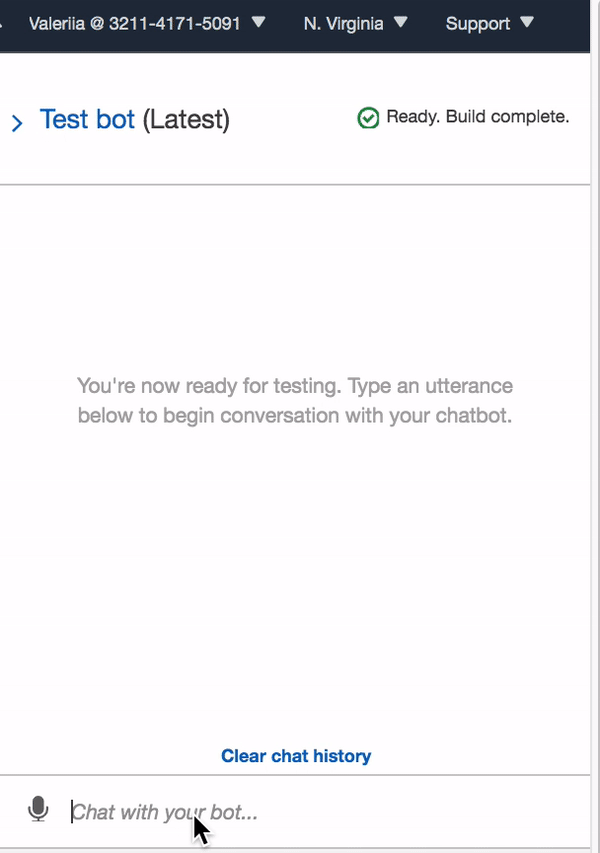 Valeriia @ 3211-4171-5091 N. Virginia Support
Test bot (Latest) Ready. Build complete.
You're now ready for testing. Type an utterance
below to begin conversation with your chatbot.
Clear chat history
Chat with your bot...